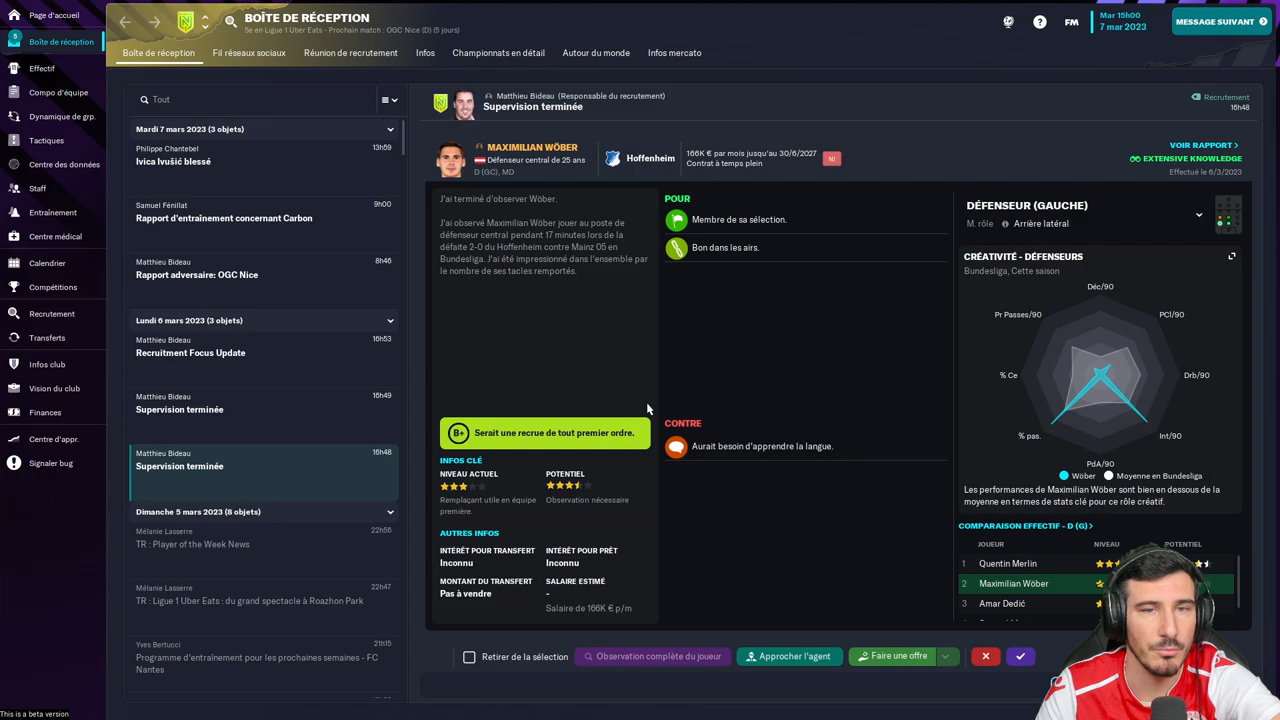 Page d'accueil
5
Boîte de réception
Effectif
Compo d'équipe
Dynamique de grp.
Tactiques
Centre des données
Staff
Entraînement
Centre médical
Calendrier
Compétitions
Recrutement
Transferts
Infos club
Vision du club
Finances
Centre d'appr.
Signaler bug
This is a beta version
BOÎTE DE RÉCEPTION
5e en Ligue 1 Uber Eats - Prochain match : OGC Nice (D) (5 jours)
FM
Mar 15h00
7 mar 2023
MESSAGE SUIVANT
Boîte de réception
Fil réseaux sociaux
Réunion de recrutement
Infos
Championnats en détail
Autour du monde
Infos mercato
Tout
Mardi 7 mars 2023 (3 objets)
Philippe Chantebel
13h59
Ivica Ivušić blessé
Samuel Fénillat
9h00
Rapport d'entraînement concernant Carbon
Matthieu Bideau
8h46
Rapport adversaire: OGC Nice
Lundi 6 mars 2023 (3 objets)
Matthieu Bideau
16h53
Recruitment Focus Update
Matthieu Bideau
16h49
Supervision terminée
Matthieu Bideau
16h48
Supervision terminée
Dimanche 5 mars 2023 (8 objets)
Mélanie Lasserre
22h56
TR : Player of the Week News
Mélanie Lasserre
22h47
TR : Ligue 1 Uber Eats : du grand spectacle à Roazhon Park
Yves Bertucci
21h15
Programme d'entraînement pour les prochaines semaines - FC
Nantes
Matthieu Bideau (Responsable du recrutement)
Supervision terminée
Recrutement
16h48
MAXIMILIAN WÖBER
Défenseur central de 25 ans
D (GC), MD
Hoffenheim
166K € par mois jusqu'au 30/6/2027
Contrat à temps plein
NI
VOIR RAPPORT
EXTENSIVE KNOWLEDGE
Effectué le 6/3/2023
J'ai terminé d'observer Wöber.
J'ai observé Maximilian Wöber jouer au poste de
défenseur central pendant 17 minutes lors de la
défaite 2-0 du Hoffenheim contre Mainz 05 en
Bundesliga. J'ai été impressionné dans l'ensemble par
le nombre de ses tacles remportés.
B+
Serait une recrue de tout premier ordre.
INFOS CLÉ
NIVEAU ACTUEL
POTENTIEL
Remplaçant utile en équipe
première.
Observation nécessaire
AUTRES INFOS
INTÉRÊT POUR TRANSFERT
INTÉRÊT POUR PRÊT
Inconnu
Inconnu
MONTANT DU TRANSFERT
SALAIRE ESTIMÉ
Pas à vendre
-
Salaire de 166K € p/m
POUR
Membre de sa sélection.
Bon dans les airs.
CONTRE
Aurait besoin d'apprendre la langue.
DÉFENSEUR (GAUCHE)
M. rôle
Arrière latéral
CRÉATIVITÉ - DÉFENSEURS
Bundesliga, Cette saison
Déc/90
Pr Passes/90
PCl/90
% Ce
Drb/90
% pas.
Int/90
PdA/90
Wöber
Moyenne en Bundesliga
Les performances de Maximilian Wöber sont bien en dessous de la
moyenne en termes de stats clé pour ce rôle créatif.
COMPARAISON EFFECTIF - D (G)
JOUEUR
NIVEAU
POTENTIEL
1 Quentin Merlin
2 Maximilian Wöber
3 Amar Dedić
Retirer de la sélection
Observation complète du joueur
Approcher l'agent
Faire une offre